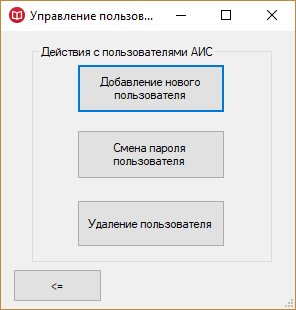 Управление пользов...
Действия с пользователями АИС
Добавление нового
пользователя
Смена пароля
пользователя
Удаление пользователя
<=